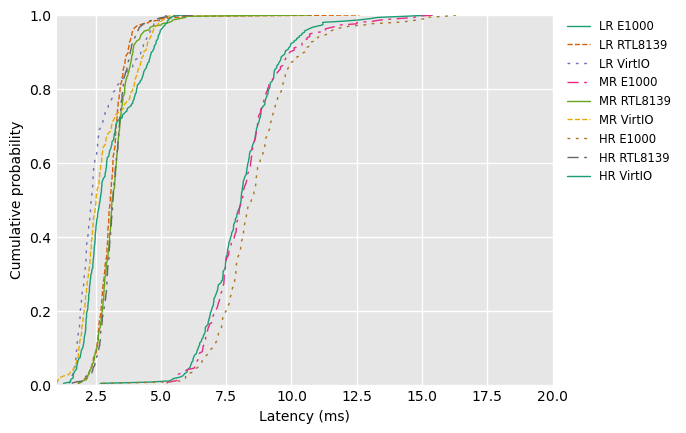 1.0
0.8
0.6
0.4
0.2
0.0
Cumulative probability
2.5 5.0 7.5 10.0 12.5 15.0 17.5 20.0
Latency (ms)
LR E1000
LR RTL8139
LR VirtIO
MR E1000
MR RTL8139
MR VirtIO
HR E1000
HR RTL8139
HR VirtIO